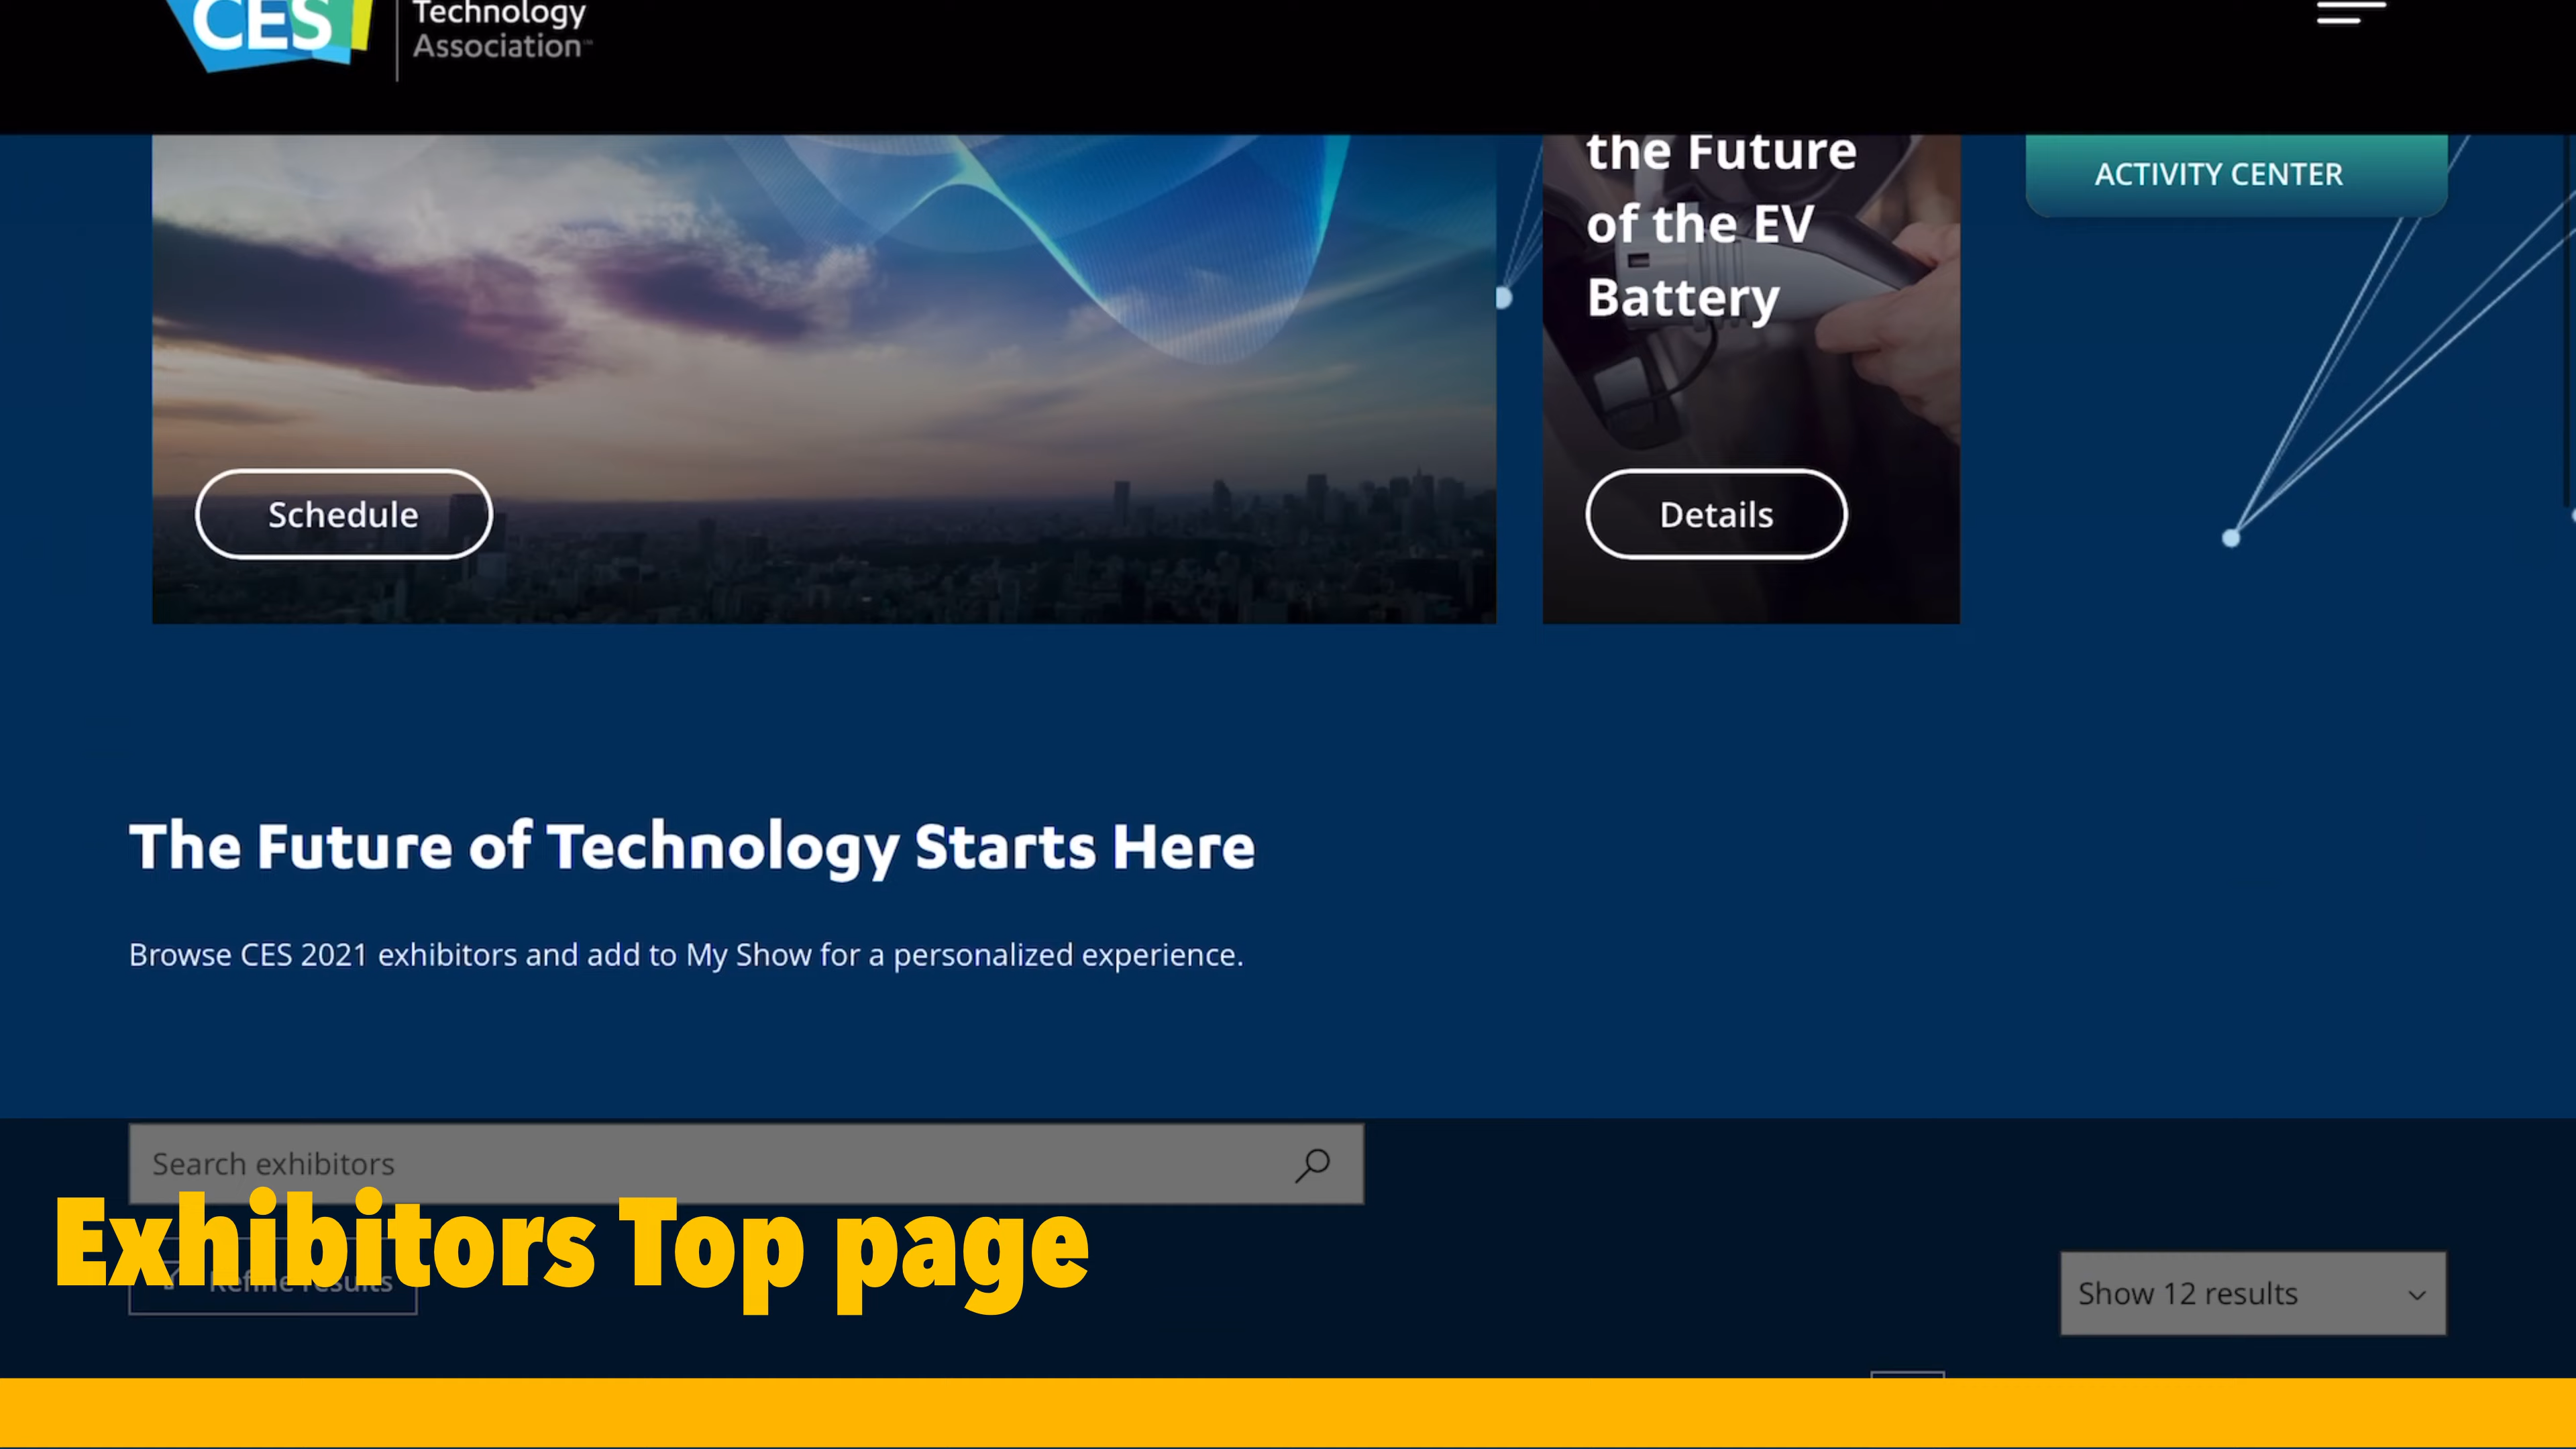 CES
Technology
Association
the Future
of the EV
Battery
ACTIVITY CENTER
Schedule
Details
The Future of Technology Starts Here
Browse CES 2021 exhibitors and add to My Show for a personalized experience.
Search exhibitors
Exhibitors Top page
Refine results
Show 12 results